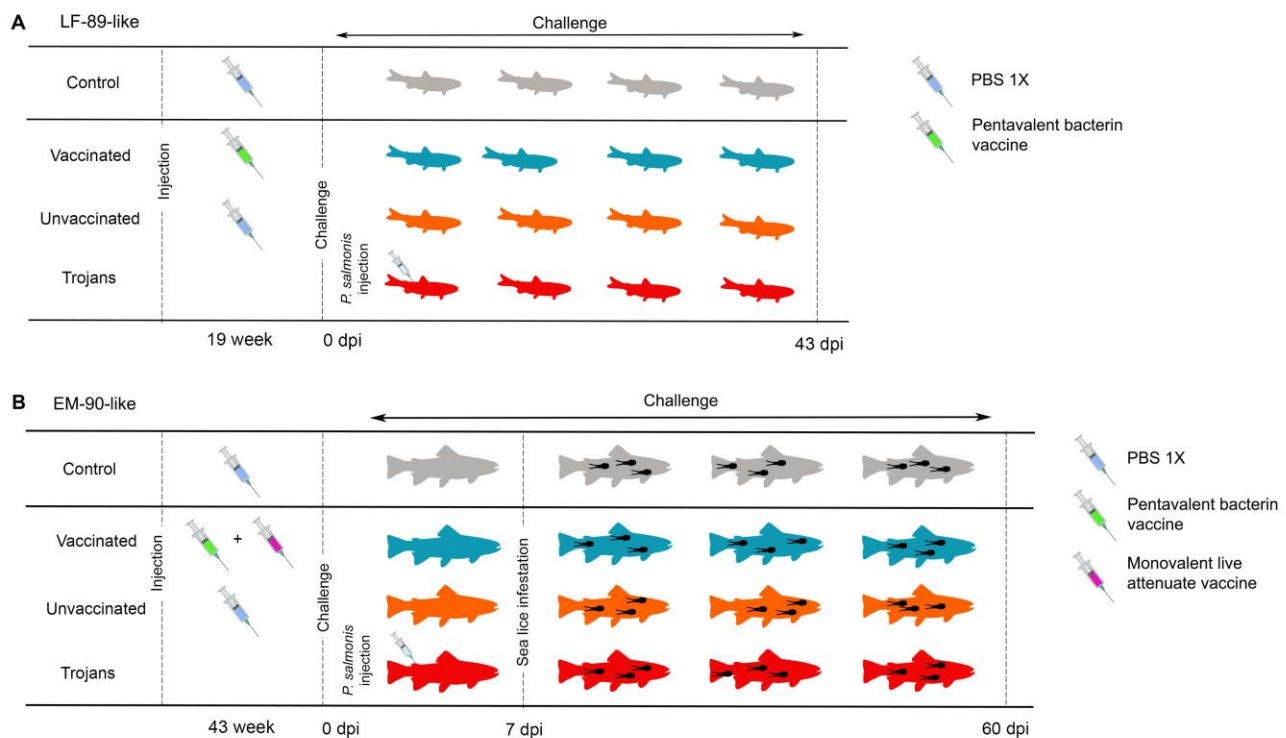 A
LF-89-like
Challenge
Control
Vaccinated
Unvaccinated
Trojans
Injection
Challenge
P. salmonis
injection
19 week
0 dpi
43 dpi
PBS 1X
Pentavalent bacterin
vaccine
B
EM-90-like
Challenge
Control
Vaccinated
+
Unvaccinated
Trojans
Injection
Challenge
P. salmonis
injection
Sea lice infestation
43 week
0 dpi
7 dpi
60 dpi
PBS 1X
Pentavalent bacterin
vaccine
Monovalent live
attenuate vaccine